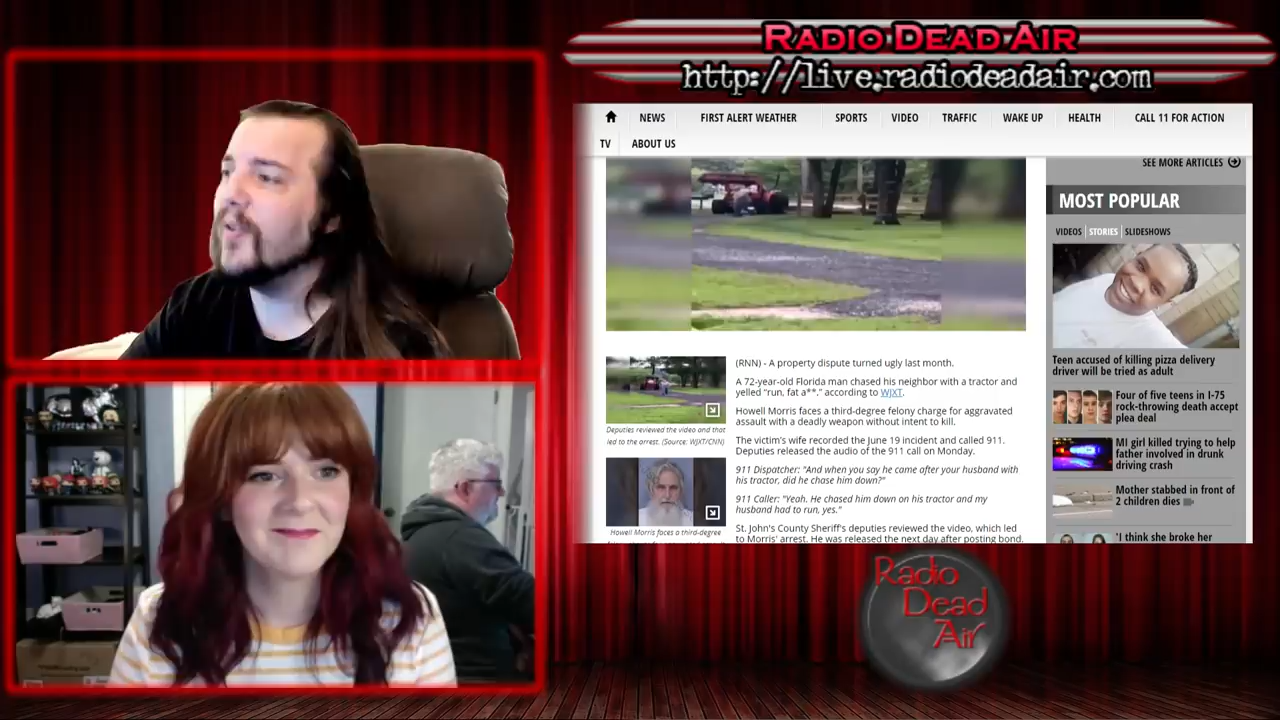 RADIO DEAD AIR
http://live.radiodeadair.com
NEWS FIRST ALERT WEATHER SPORTS VIDEO TRAFFIC WAKE UP HEALTH CALL 11 FOR ACTION
TV ABOUT US
SEE MORE ARTICLES
MOST POPULAR
VIDEOS STORIES SLIDESHOWS
Teen accused of killing pizza delivery
driver will be tried as adult
Four of five teens in I-75
rock-throwing death accept
plea deal
MI girl killed trying to help
father involved in drunk
driving crash
Mother stabbed in front of
2 children dies
'I think she broke her
Deputies reviewed the video and that
led to the arrest. (Source: WJXT/CNN)
Howell Morris faces a third-degree
(RNN) - A property dispute turned ugly last month.
A 72-year-old Florida man chased his neighbor with a tractor and
yelled "run, fat a**," according to WJXT.
Howell Morris faces a third-degree felony charge for aggravated
assault with a deadly weapon without intent to kill.
The victim's wife recorded the June 19 incident and called 911.
Deputies released the audio of the 911 call on Monday.
911 Dispatcher: "And when you say he came after your husband with
his tractor, did he chase him down?"
911 Caller: "Yeah. He chased him down on his tractor and my
husband had to run, yes."
St. John's County Sheriff's deputies reviewed the video, which led
to Morris' arrest. He was released the next day after posting bond.
Radio
Dead
Air